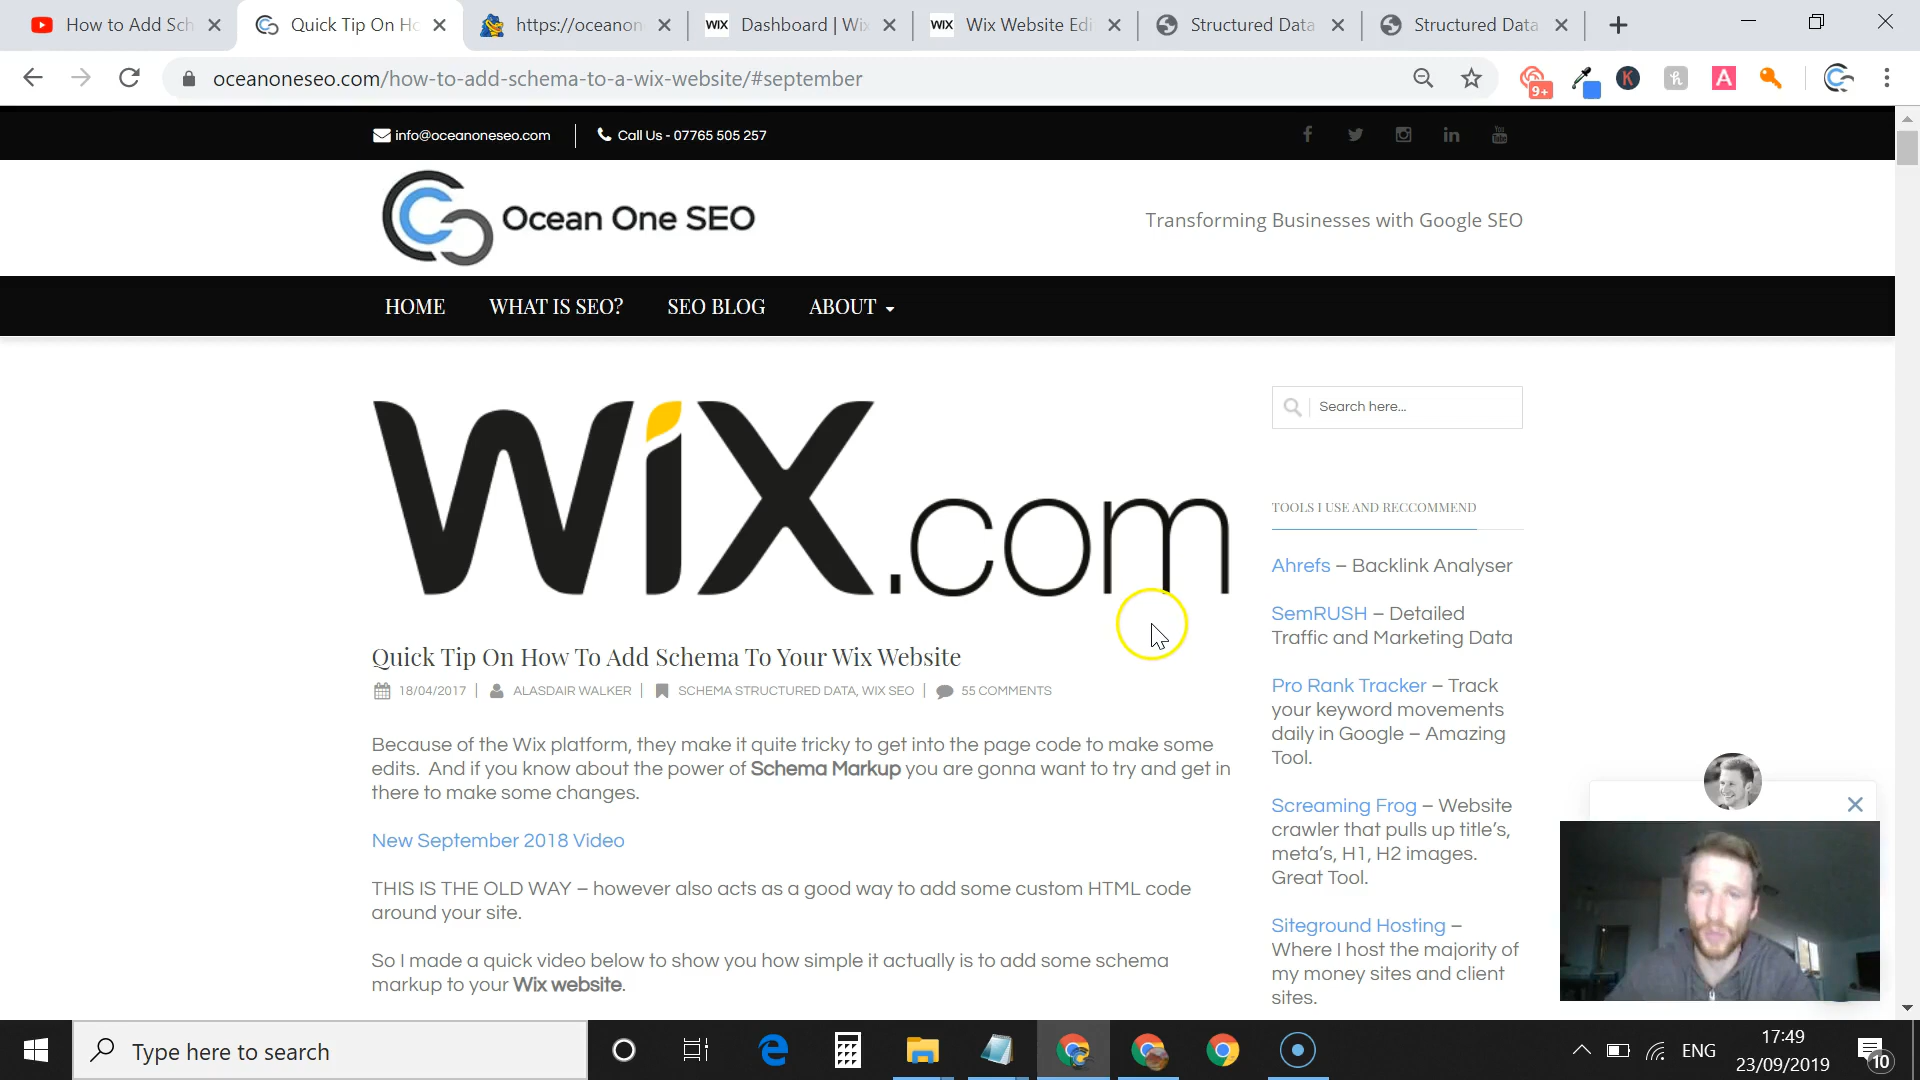 How to Add Sch
Quick Tip On Ho
https://oceanon
WIX Dashboard | Wix
WIX Wix Website Edi
Structured Data
Structured Data
oceanoneseo.com/how-to-add-schema-to-a-wix-website/#september
9+
K
h
A
info@oceanoneseo.com
Call Us - 07765 505 257
You Tube
Ocean One SEO
Transforming Businesses with Google SEO
HOME
WHAT IS SEO?
SEO BLOG
ABOUT
WiX.com
Search here...
TOOLS I USE AND RECCOMMEND
Ahrefs – Backlink Analyser
SemRUSH – Detailed
Traffic and Marketing Data
Pro Rank Tracker – Track
your keyword movements
daily in Google – Amazing
Tool.
Screaming Frog – Website
crawler that pulls up title's,
meta's, H1, H2 images.
Great Tool.
Siteground Hosting –
Where I host the majority of
my money sites and client
sites.
Quick Tip On How To Add Schema To Your Wix Website
18/04/2017 | ALASDAIR WALKER | SCHEMA STRUCTURED DATA, WIX SEO | 55 COMMENTS
Because of the Wix platform, they make it quite tricky to get into the page code to make some
edits. And if you know about the power of Schema Markup you are gonna want to try and get in
there to make some changes.
New September 2018 Video
THIS IS THE OLD WAY – however also acts as a good way to add some custom HTML code
around your site.
So I made a quick video below to show you how simple it actually is to add some schema
markup to your Wix website.
Type here to search
ENG
17:49
23/09/2019
10